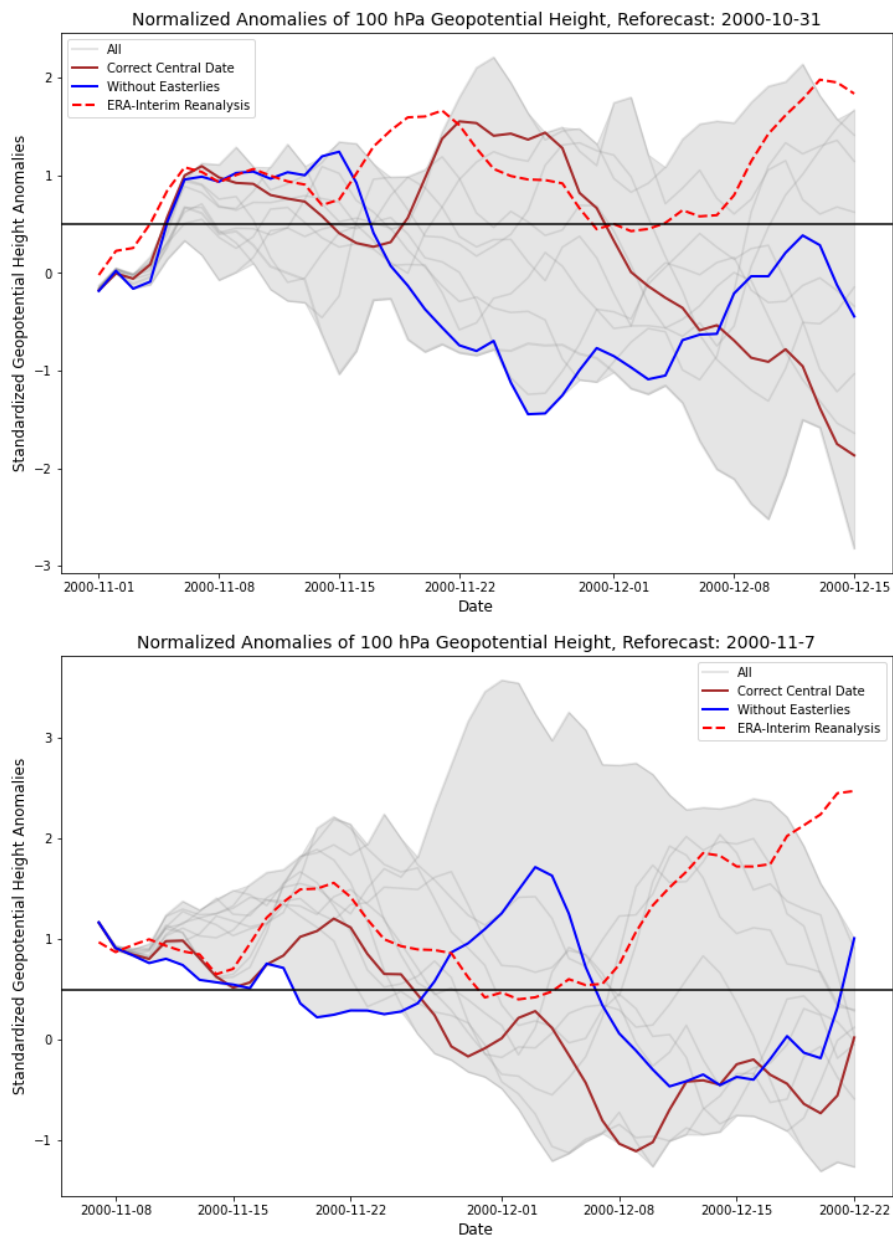 Normalized Anomalies of 100 hPa Geopotential Height, Reforecast: 2000-10-31
All
Correct Central Date
Without Easterlies
ERA-Interim Reanalysis
Standardized Geopotential Height Anomalies
2
1
0
−1
−2
−3
2000-11-01 2000-11-08 2000-11-15 2000-11-22 2000-12-01 2000-12-08 2000-12-15
Date
Normalized Anomalies of 100 hPa Geopotential Height, Reforecast: 2000-11-7
All
Correct Central Date
Without Easterlies
ERA-Interim Reanalysis
Standardized Geopotential Height Anomalies
3
2
1
0
−1
2000-11-08 2000-11-15 2000-11-22 2000-12-01 2000-12-08 2000-12-15 2000-12-22
Date